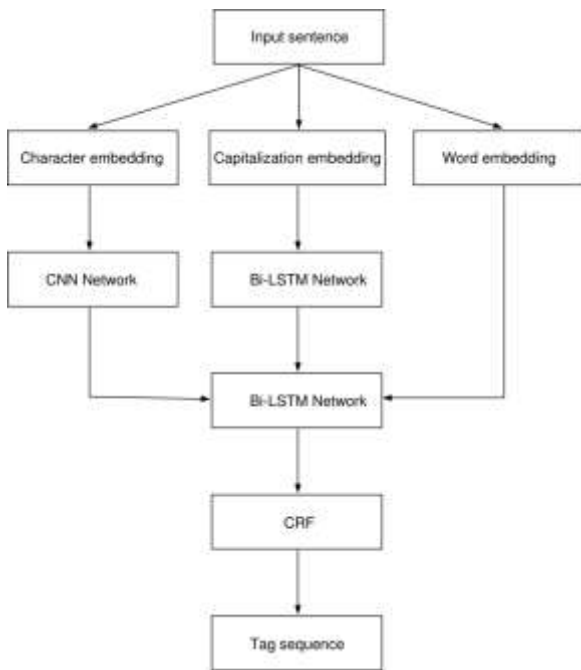 Input sentence
Character embedding
Capitalization embedding
Word embedding
CNN Network
Bi-LSTM Network
Bi-LSTM Network
CRF
Tag sequence